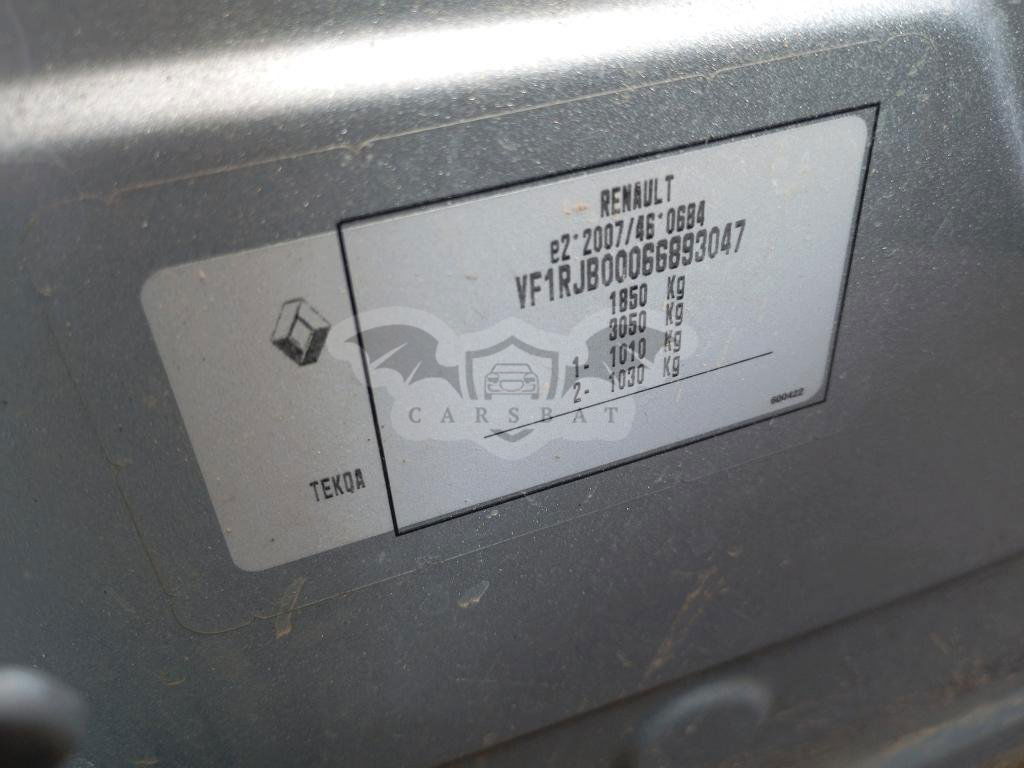 RENAULT
e2*2007/46*0684
VF1RJB00066893047
1850 Kg
3050 Kg
1- 1010 Kg
2- 1030 Kg
600422
TEKQA
CARSBAT